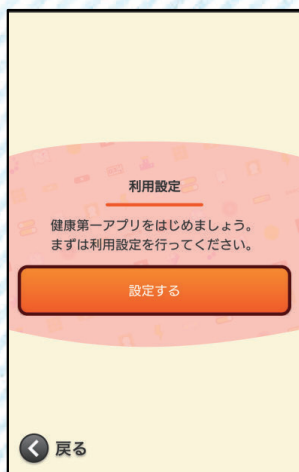 利用設定
健康第一アプリをはじめましょう。
まずは利用設定を行ってください。
設定する
戻る